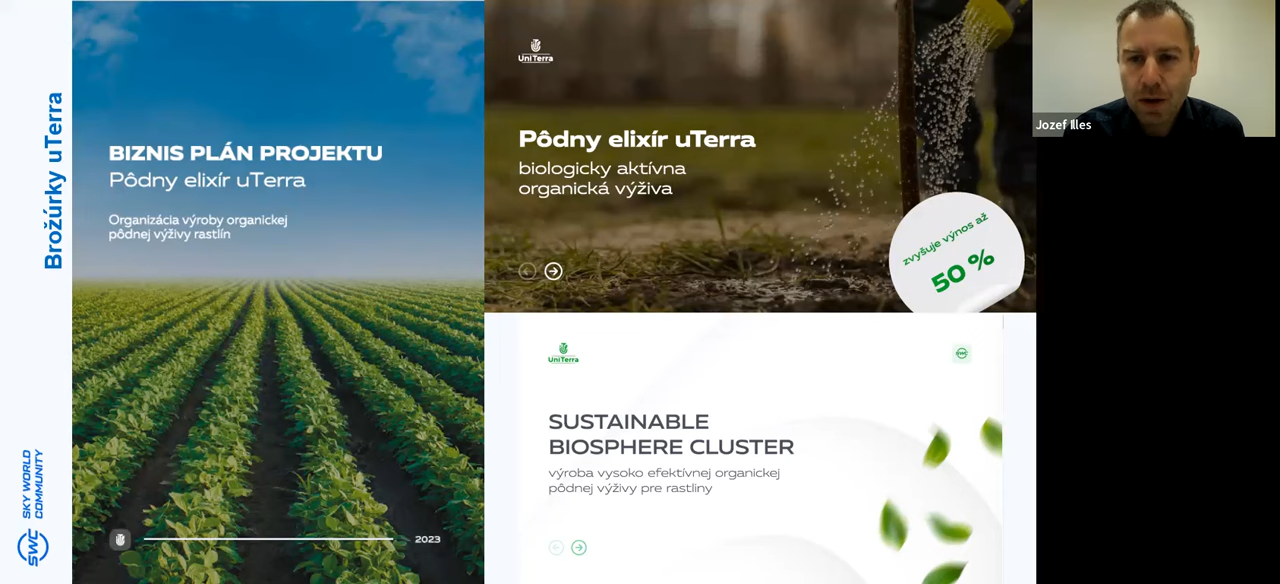 Brožúrky uTerra
SWC
SKY WORLD
COMMUNITY
BIZNIS PLÁN PROJEKTU
Pôdny elixír uTerra
Organizácia výroby organickej
pôdnej výživy rastlín
2023
UniTerra
Pôdny elixír uTerra
biologicky aktívna
organická výživa
zvyšuje výnos až
50 %
UniTerra
SWC
SUSTAINABLE
BIOSPHERE CLUSTER
výroba vysoko efektívnej organickej
pôdnej výživy pre rastliny
Jozef Illes